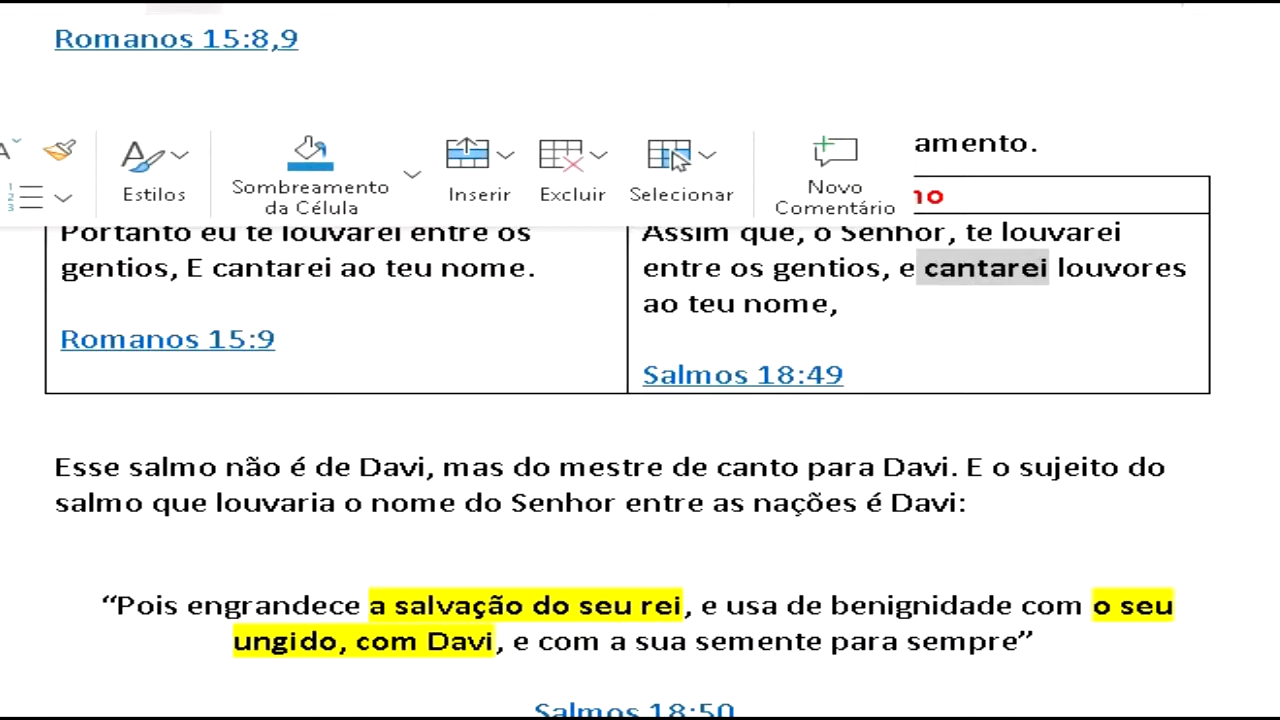 Romanos 15:8,9
amento.
Estilos
Sombreamento
da Célula
Inserir
Excluir
Selecionar
Novo
Comentário
Portanto eu te louvarei entre os
gentios, E cantarei ao teu nome.
Romanos 15:9
Assim que, o Senhor, te louvarei
entre os gentios, e cantarei louvores
ao teu nome,
Salmos 18:49
Esse salmo não é de Davi, mas do mestre de canto para Davi. E o sujeito do
salmo que louvaria o nome do Senhor entre as nações é Davi:
“Pois engrandece a salvação do seu rei, e usa de benignidade com o seu
ungido, com Davi, e com a sua semente para sempre”
Salmos 18:50